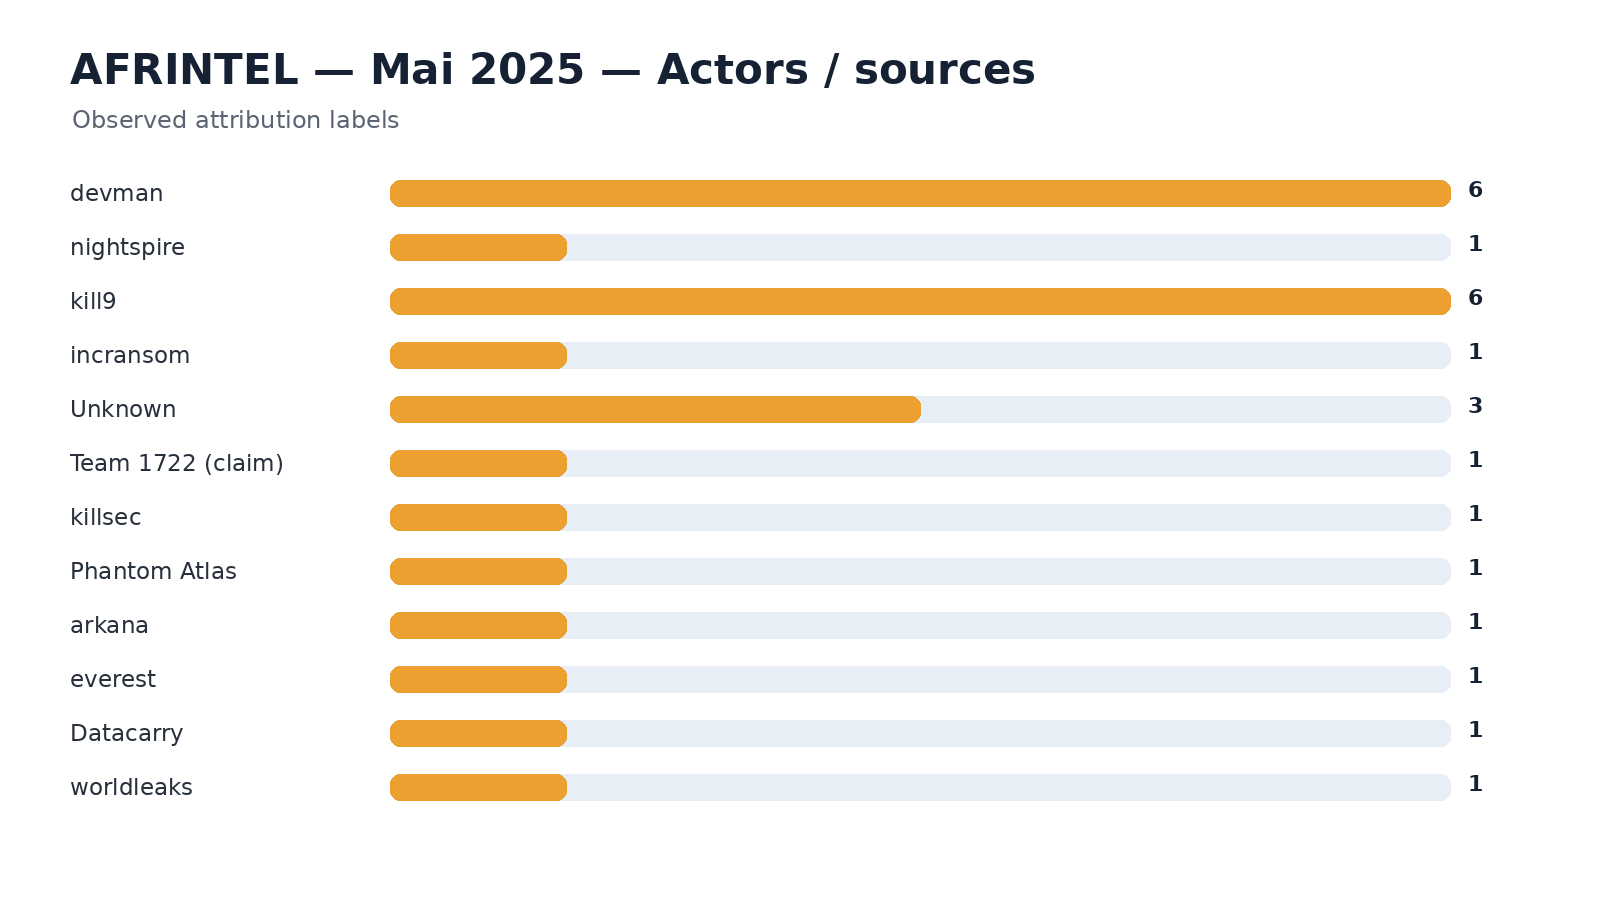 AFRINTEL — Mai 2025 — Actors / sources
Observed attribution labels
devman 6
nightspire 1
kill9 6
incransom 1
Unknown 3
Team 1722 (claim) 1
killsec 1
Phantom Atlas 1
arkana 1
everest 1
Datacarry 1
worldleaks 1